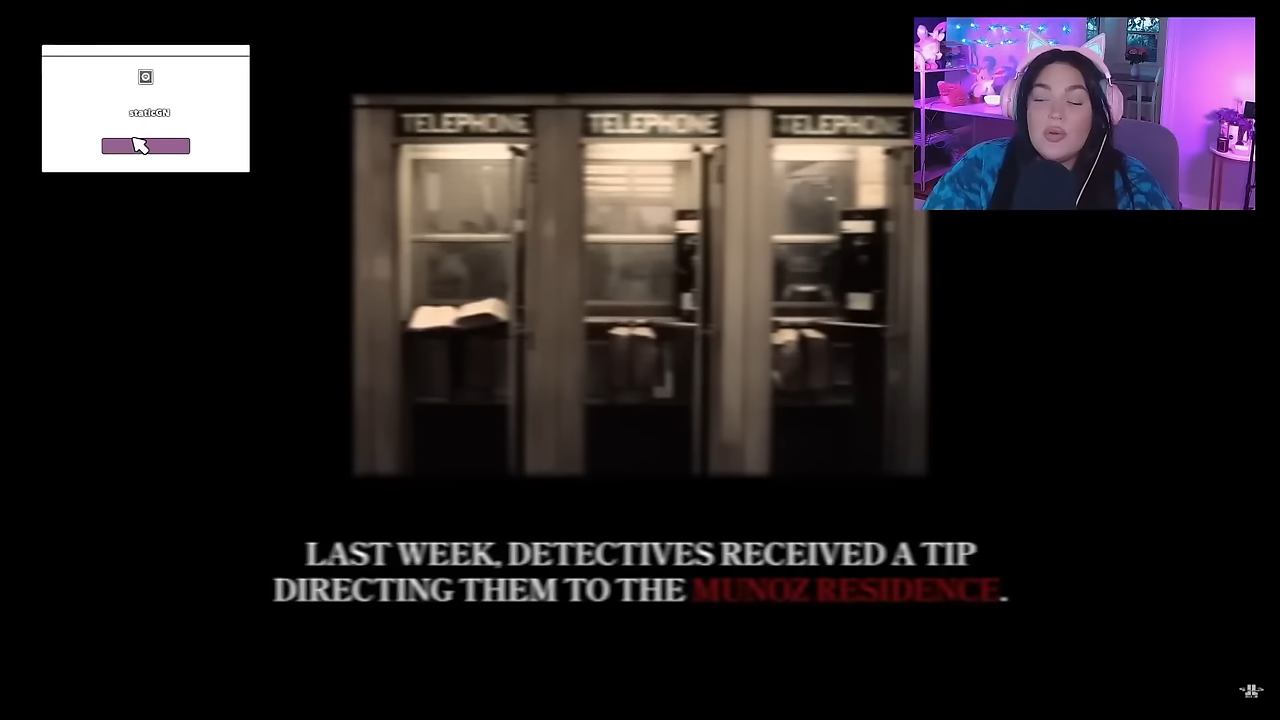 staticGN
TELEPHONE TELEPHONE TELEPHONE
LAST WEEK, DETECTIVES RECEIVED A TIP
DIRECTING THEM TO THE MUNOZ RESIDENCE.